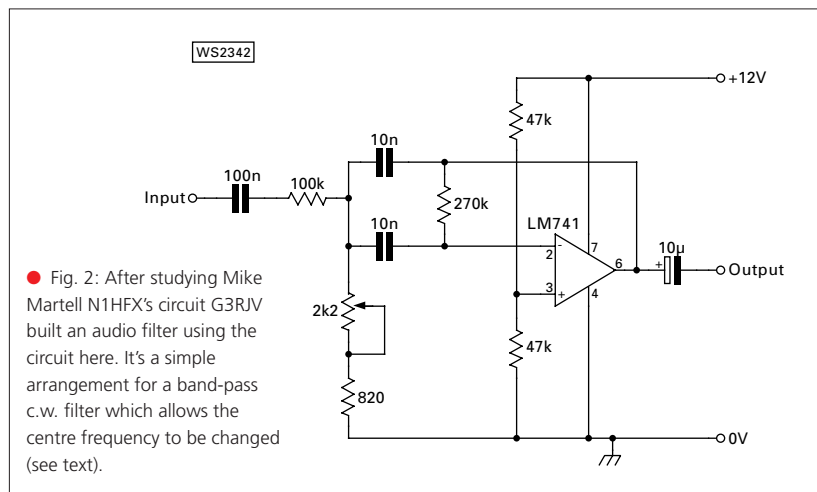 WS2342
+12V
47k
10n
100n
100k
Input
270k
LM741
10n
7
10µ
2
-
6
+
Output
3
+
4
2k2
47k
820
0V
● Fig. 2: After studying Mike
Martell N1HFX's circuit G3RJV
built an audio filter using the
circuit here. It's a simple
arrangement for a band-pass
c.w. filter which allows the
centre frequency to be changed
(see text).